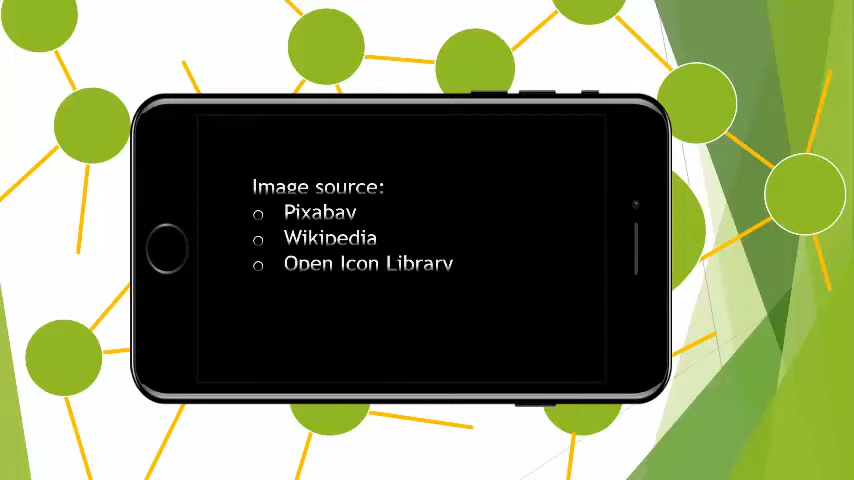 Image source:
○ Pixabay
○ Wikipedia
○ Open Icon Library